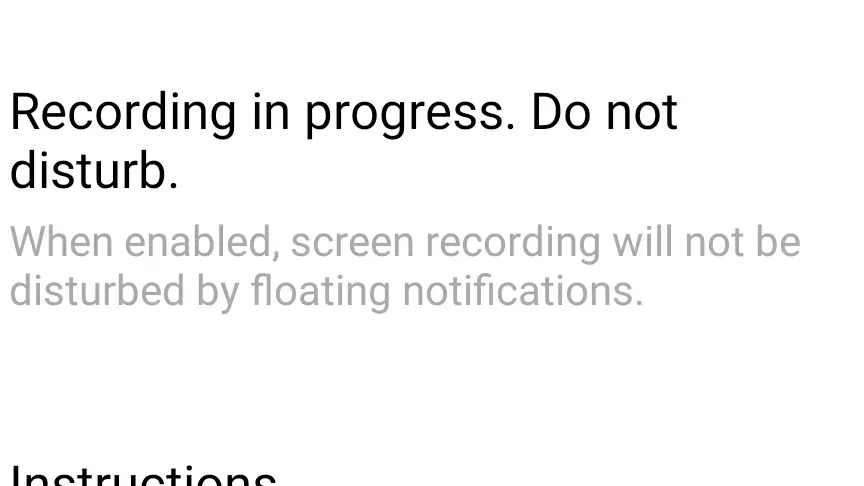 Recording in progress. Do not
disturb.
When enabled, screen recording will not be
disturbed by floating notifications.
Instructions